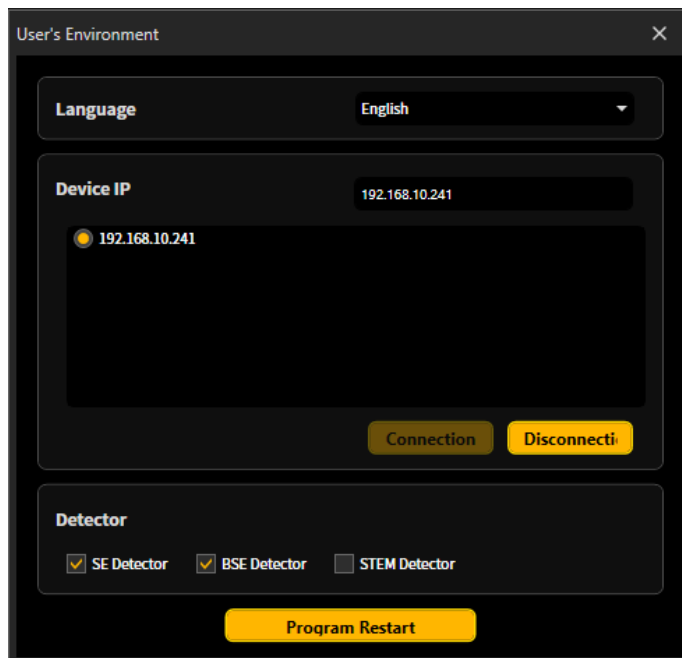 User's Environment
Language
English
Device IP
192.168.10.241
192.168.10.241
Connection
Disconnecti
Detector
SE Detector
BSE Detector
STEM Detector
Program Restart